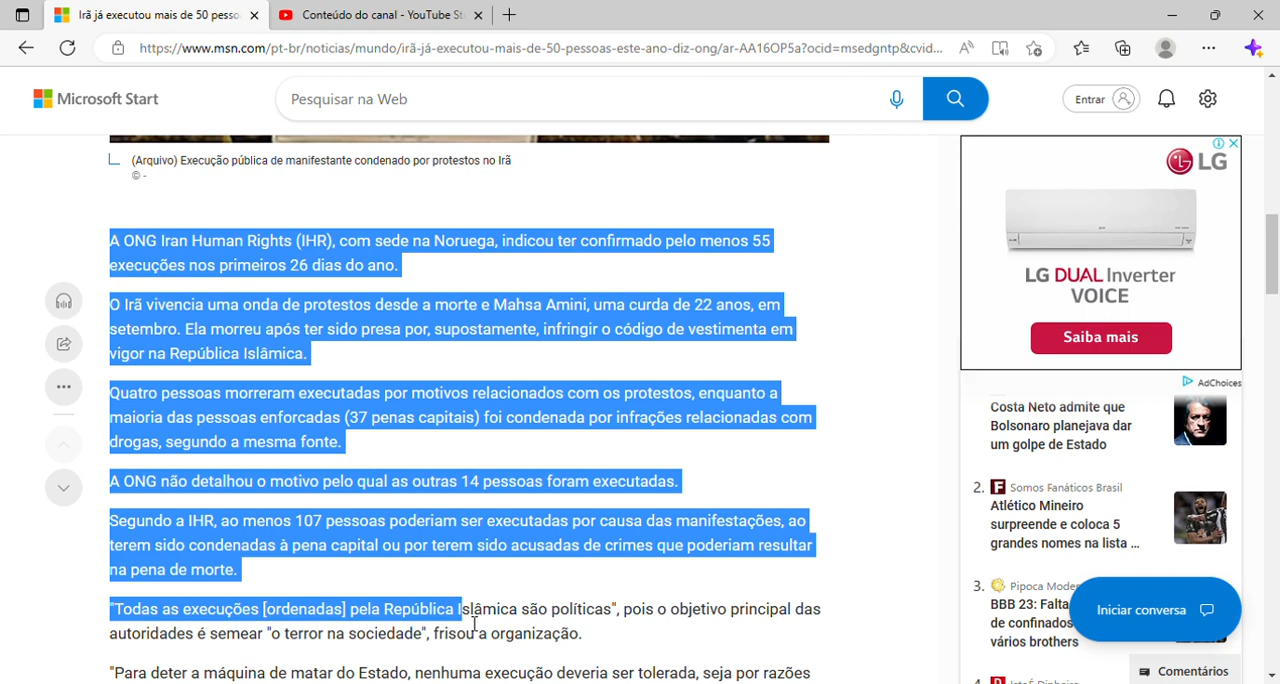 Irã já executou mais de 50 pesso
Conteúdo do canal - YouTube St
https://www.msn.com/pt-br/noticias/mundo/irã-já-executou-mais-de-50-pessoas-este-ano-diz-ong/ar-AA16OP5a?ocid=msedgntp&cvid...
Microsoft Start
Pesquisar na Web
Entrar
(Arquivo) Execução pública de manifestante condenado por protestos no Irã
© -
A ONG Iran Human Rights (IHR), com sede na Noruega, indicou ter confirmado pelo menos 55
execuções nos primeiros 26 dias do ano.
O Irã vivencia uma onda de protestos desde a morte e Mahsa Amini, uma curda de 22 anos, em
setembro. Ela morreu após ter sido presa por, supostamente, infringir o código de vestimenta em
vigor na República Islâmica.
Quatro pessoas morreram executadas por motivos relacionados com os protestos, enquanto a
maioria das pessoas enforcadas (37 penas capitais) foi condenada por infrações relacionadas com
drogas, segundo a mesma fonte.
A ONG não detalhou o motivo pelo qual as outras 14 pessoas foram executadas.
Segundo a IHR, ao menos 107 pessoas poderiam ser executadas por causa das manifestações, ao
terem sido condenadas à pena capital ou por terem sido acusadas de crimes que poderiam resultar
na pena de morte.
"Todas as execuções [ordenadas] pela República Islâmica são políticas", pois o objetivo principal das
autoridades é semear "o terror na sociedade", frisou a organização.
"Para deter a máquina de matar do Estado, nenhuma execução deveria ser tolerada, seja por razões
LG
LG DUAL Inverter
VOICE
Saiba mais
AdChoices
Costa Neto admite que
Bolsonaro planejava dar
um golpe de Estado
2. Somos Fanáticos Brasil
Atlético Mineiro
surpreende e coloca 5
grandes nomes na lista ...
3. Pipoca Moder
BBB 23: Falta
de confinados
vários brothers
Iniciar conversa
Comentários